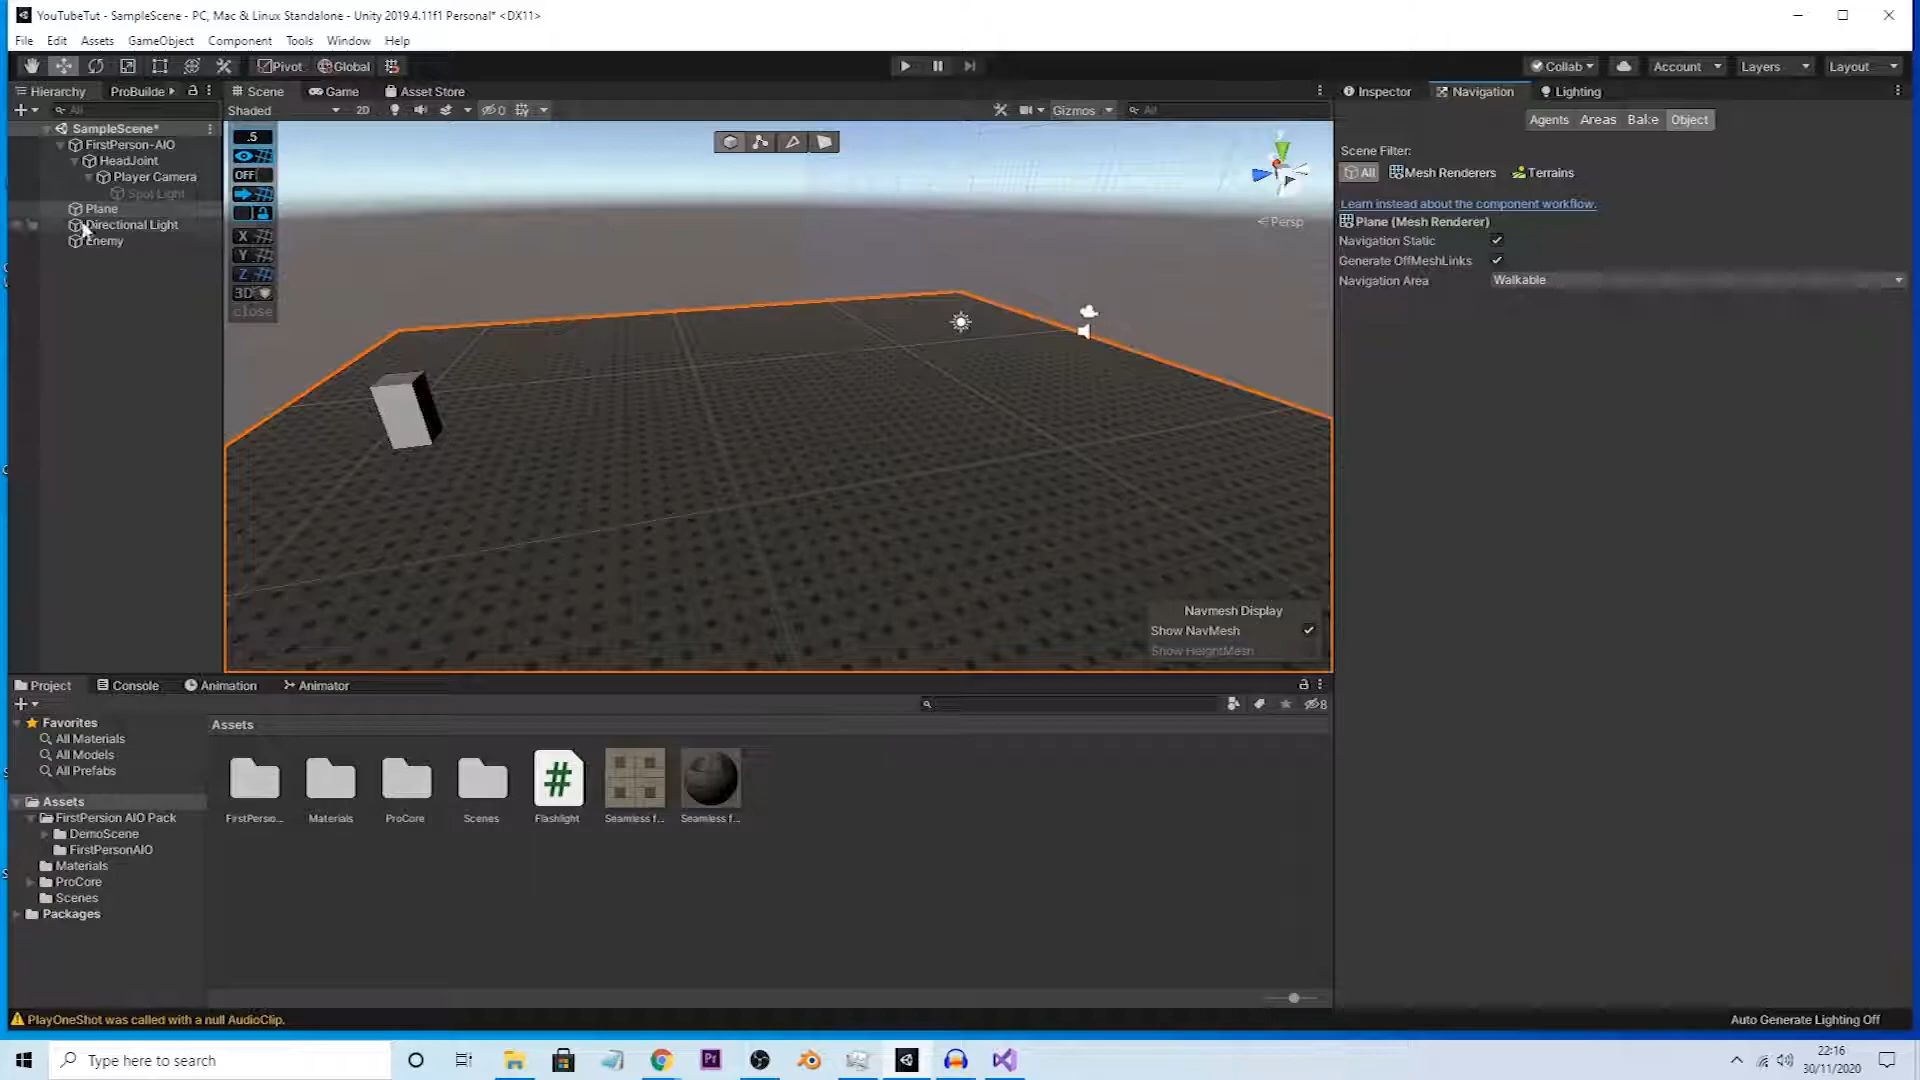 YouTubeTut - SampleScene - PC, Mac & Linux Standalone - Unity 2019.4.11f1 Personal* <DX11>
File Edit Assets GameObject Component Tools Window Help
Pivot Global Collab Account Layers Layout
Hierarchy ProBuilde Scene Game Asset Store Inspector Navigation Lighting
All Shaded 2D 0 Gizmos All
SampleScene* .5 Agents Areas Bake Object
FirstPerson-AIO
HeadJoint Scene Filter:
Player Camera OFF All Mesh Renderers Terrains
Spot Light
Plane Learn instead about the component workflow.
Directional Light Persp Plane (Mesh Renderer)
Enemy X Navigation Static
Y Generate OffMeshLinks
Z Navigation Area Walkable
3D
close
Navmesh Display
Show NavMesh
Show HeightMesh
Project Console Animation Animator
8
Favorites Assets
All Materials
All Models
All Prefabs
Assets
FirstPersion AIO Pack FirstPerso... Materials ProCore Scenes Flashlight Seamless f... Seamless f...
DemoScene
FirstPersonAIO
Materials
ProCore
Scenes
Packages
PlayOneShot was called with a null AudioClip. Auto Generate Lighting Off
Type here to search
22:16
30/11/2020